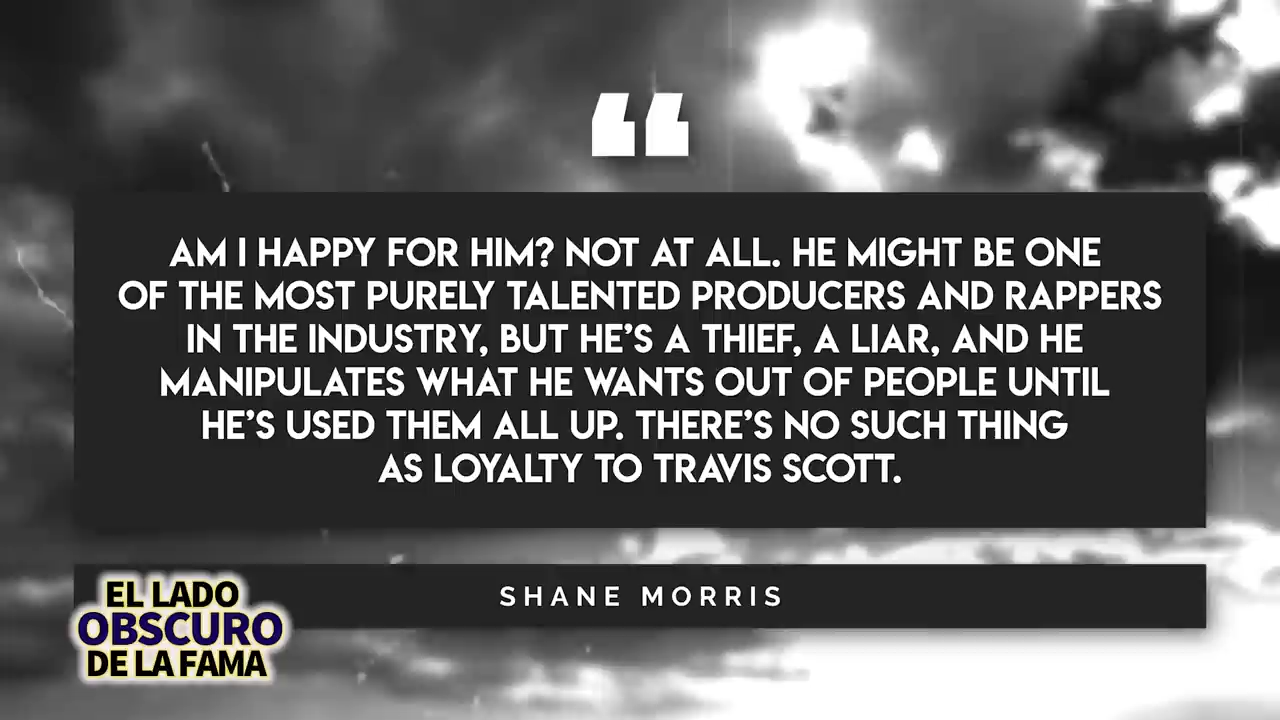 “
AM I HAPPY FOR HIM? NOT AT ALL. HE MIGHT BE ONE
OF THE MOST PURELY TALENTED PRODUCERS AND RAPPERS
IN THE INDUSTRY, BUT HE’S A THIEF, A LIAR, AND HE
MANIPULATES WHAT HE WANTS OUT OF PEOPLE UNTIL
HE’S USED THEM ALL UP. THERE’S NO SUCH THING
AS LOYALTY TO TRAVIS SCOTT.
SHANE MORRIS
EL LADO
OBSCURO
DE LA FAMA